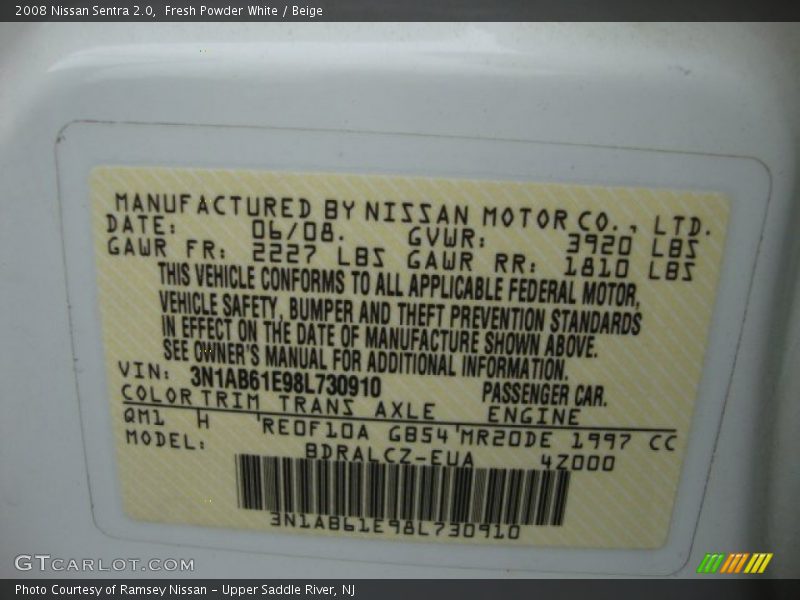 2008 Nissan Sentra 2.0,  Fresh Powder White / Beige
MANUFACTURED BY NISSAN MOTOR CO., LTD.
DATE: 06/08. GVWR: 3920 LBS
GAWR FR: 2227 LBS GAWR RR: 1810 LBS
THIS VEHICLE CONFORMS TO ALL APPLICABLE FEDERAL MOTOR,
VEHICLE SAFETY, BUMPER AND THEFT PREVENTION STANDARDS
IN EFFECT ON THE DATE OF MANUFACTURE SHOWN ABOVE.
SEE OWNER'S MANUAL FOR ADDITIONAL INFORMATION.
VIN: 3N1AB61E98L730910 PASSENGER CAR.
COLOR TRIM TRANS AXLE ENGINE
QM1 H RE0F10A GB54 MR20DE 1997 CC
MODEL: BDRALCZ-EUA 4Z000
3N1AB61E98L730910
GTCARLOT.COM
Photo Courtesy of Ramsey Nissan - Upper Saddle River, NJ